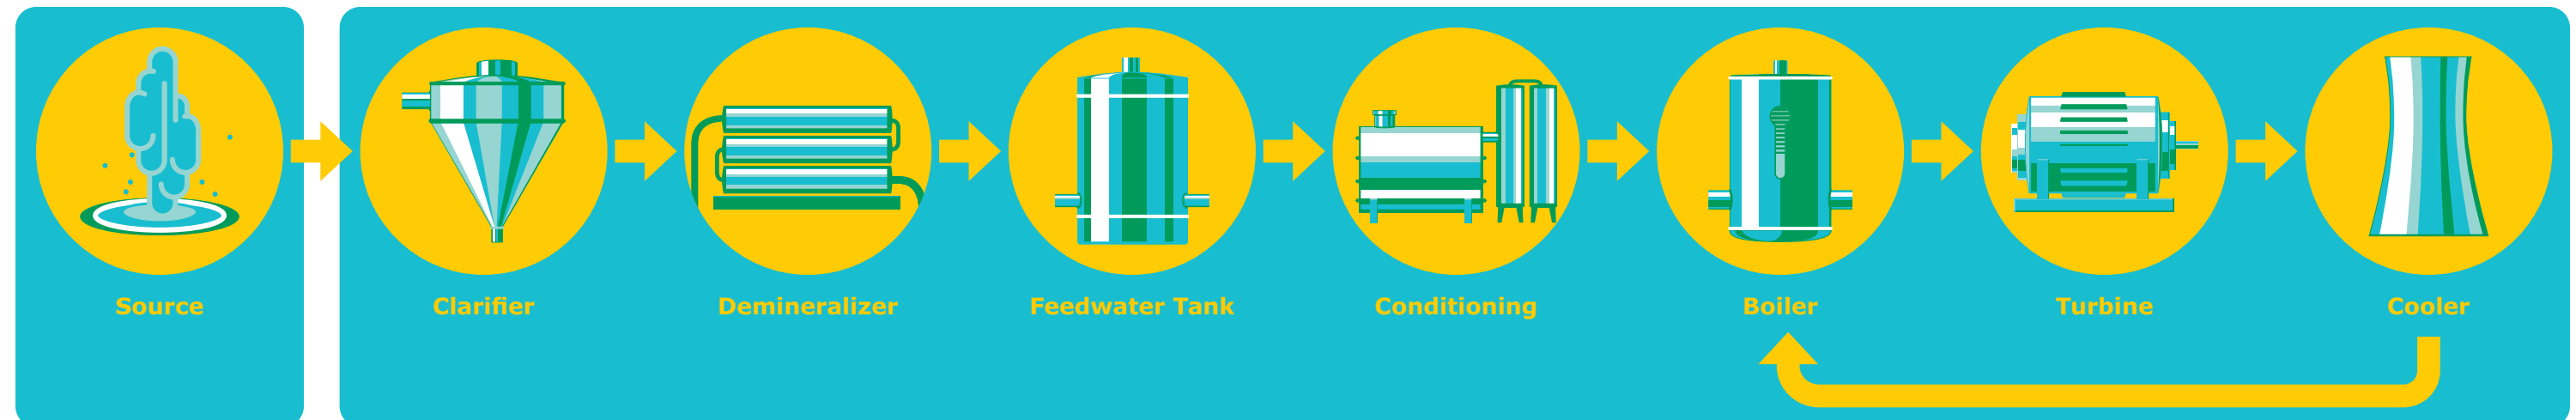 Source
Clarifier
Demineralizer
Feedwater Tank
Conditioning
Boiler
Turbine
Cooler